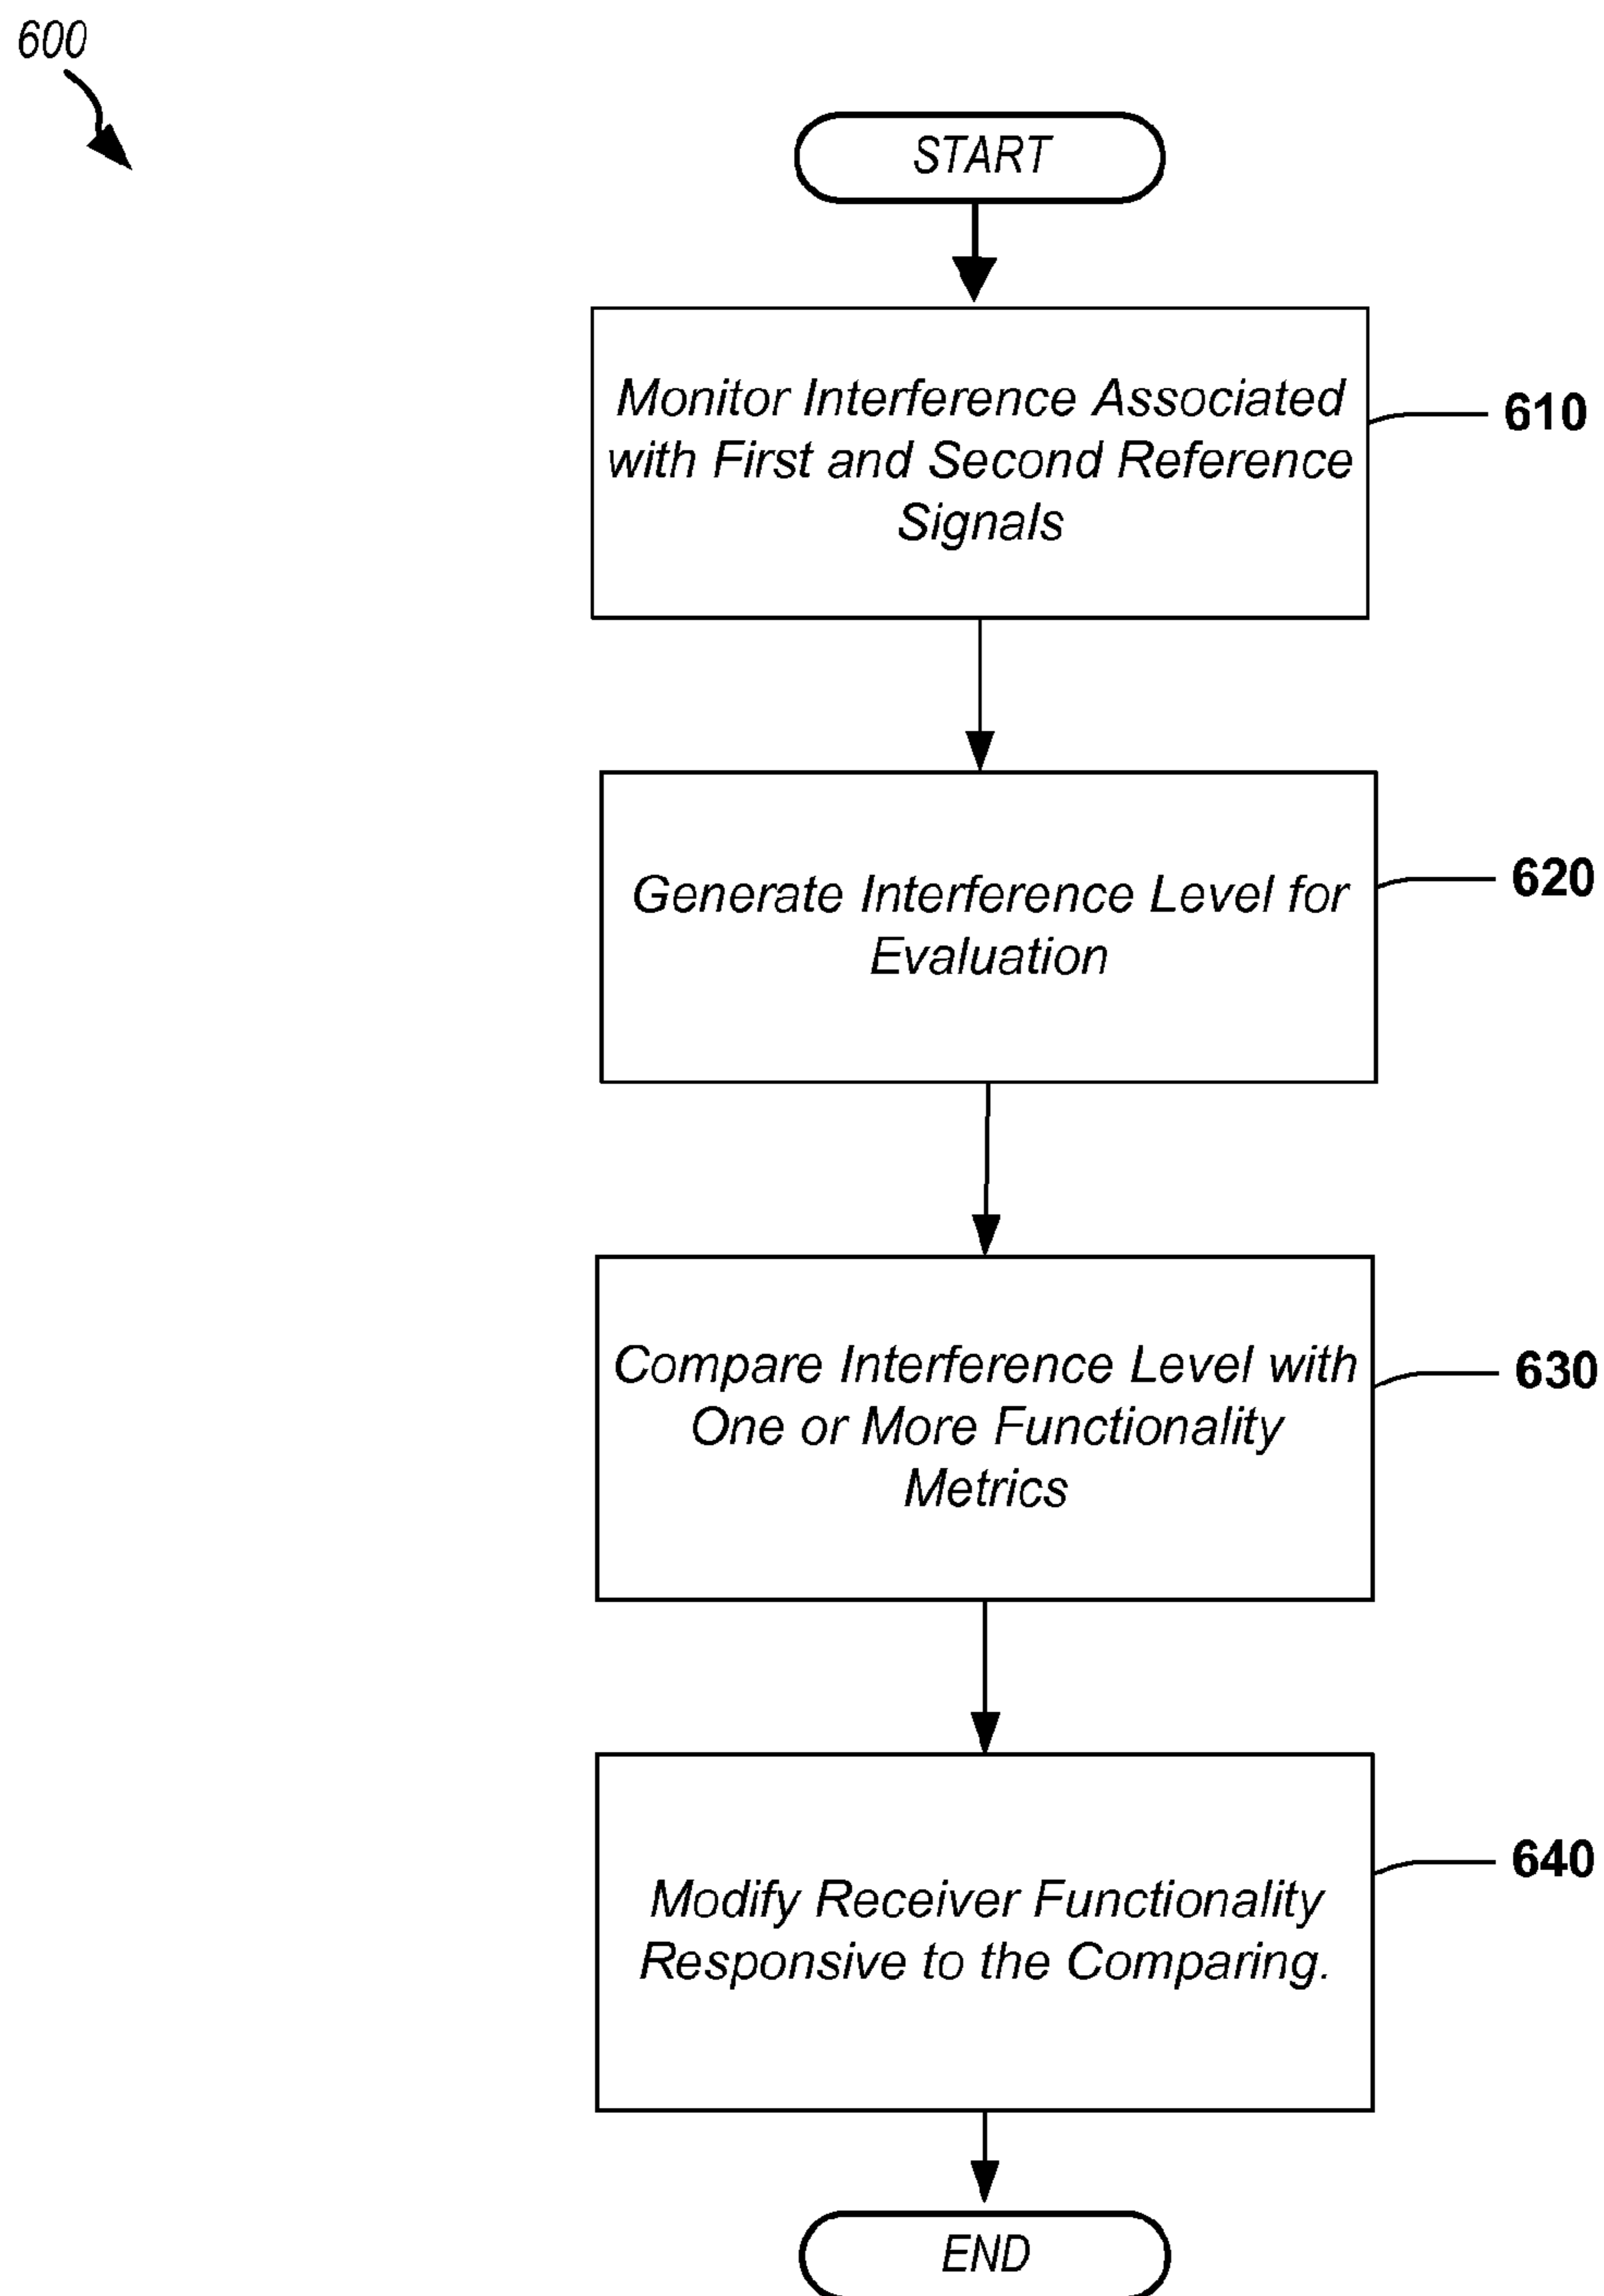 600
START
Monitor Interference Associated
with First and Second Reference
Signals
610
Generate Interference Level for
Evaluation
620
Compare Interference Level with
One or More Functionality
Metrics
630
Modify Receiver Functionality
Responsive to the Comparing.
640
END